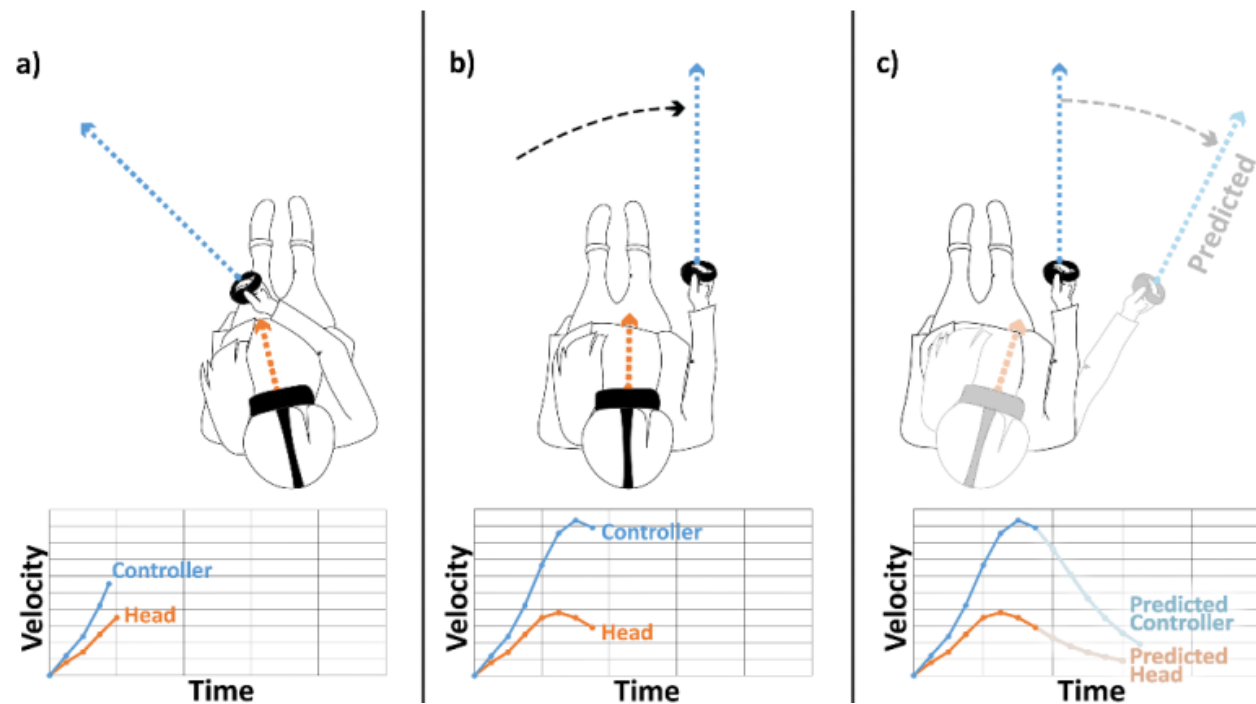 a)
Controller
Head
Velocity
Time
b)
Controller
Head
Velocity
Time
c)
Predicted
Predicted
Controller
Predicted
Head
Velocity
Time